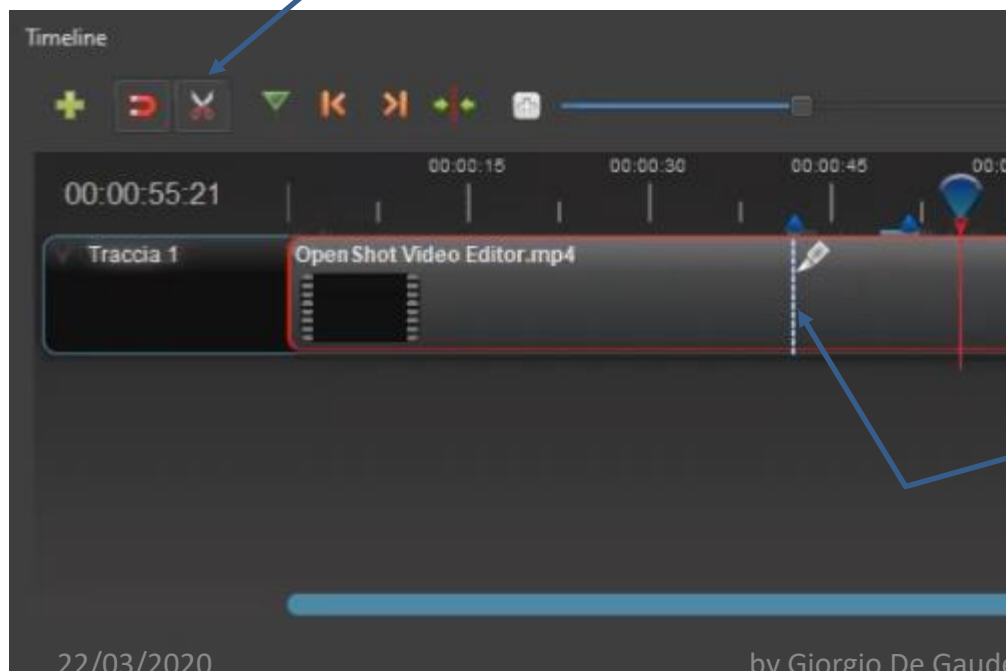 Timeline
00:00:15 00:00:30 00:00:45
00:00:55:21
Traccia 1 OpenShot Video Editor.mp4
22/03/2020 by Giorgio De